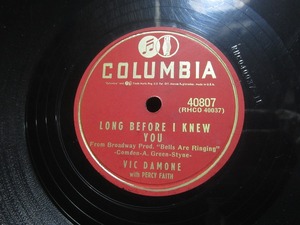 COLUMBIA
40807
(RHCO 40037)
LONG BEFORE I KNEW
YOU
From Broadway Prod. "Bells Are Ringing"
-Comden-A. Green-Styne-
VIC DAMONE
with PERCY FAITH